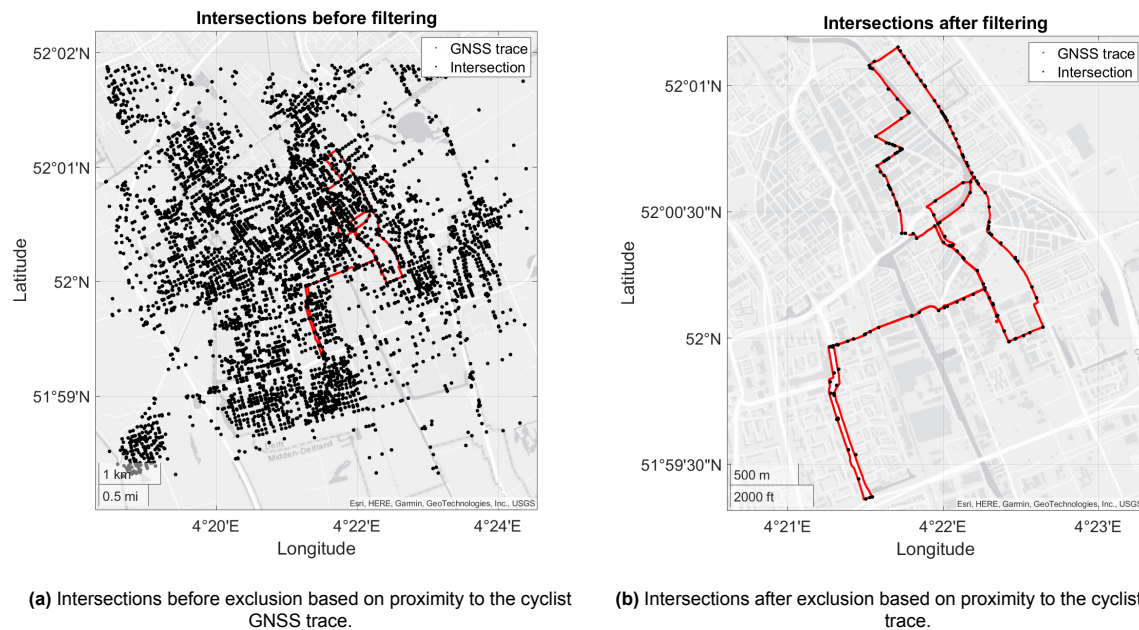 Intersections before filtering
GNSS trace
Intersection
52°02'N
52°01'N
52°N
51°59'N
Latitude
1 km
0.5 mi
Esri, HERE, Garmin, GeoTechnologies, Inc., USGS
4°20'E
4°22'E
4°24'E
Longitude
(a) Intersections before exclusion based on proximity to the cyclist
GNSS trace.
Intersections after filtering
GNSS trace
Intersection
52°01'N
52°00'30"N
52°N
51°59'30"N
Latitude
500 m
2000 ft
Esri, HERE, Garmin, GeoTechnologies, Inc., USGS
4°21'E
4°22'E
4°23'E
Longitude
(b) Intersections after exclusion based on proximity to the cyclist
trace.